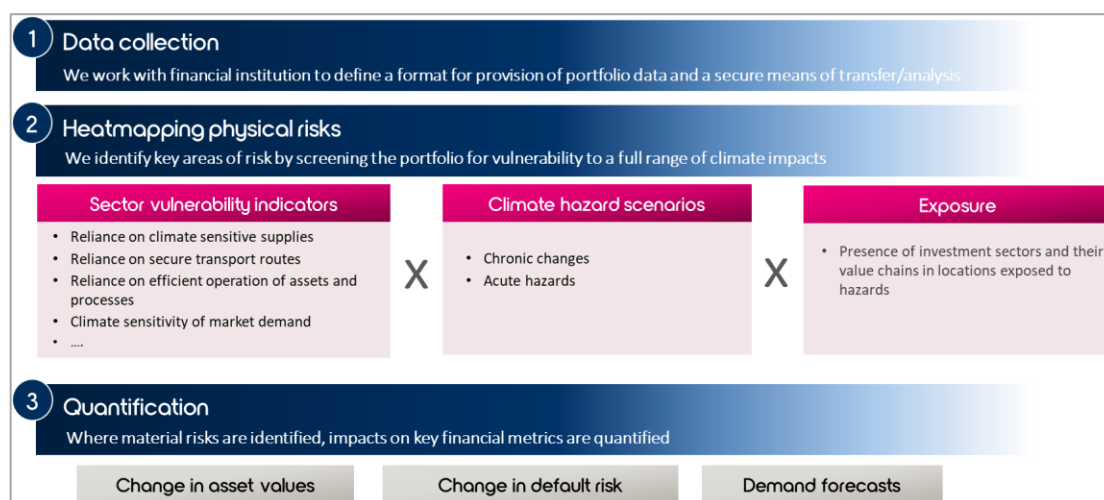 1
Data collection
We work with financial institution to define a format for provision of portfolio data and a secure means of transfer/analysis
2
Heatmapping physical risks
We identify key areas of risk by screening the portfolio for vulnerability to a full range of climate impacts
Sector vulnerability indicators
• Reliance on climate sensitive supplies
• Reliance on secure transport routes
• Reliance on efficient operation of assets and
processes
• Climate sensitivity of market demand
• ....
X
Climate hazard scenarios
• Chronic changes
• Acute hazards
X
Exposure
• Presence of investment sectors and their
value chains in locations exposed to
hazards
3
Quantification
Where material risks are identified, impacts on key financial metrics are quantified
Change in asset values
Change in default risk
Demand forecasts